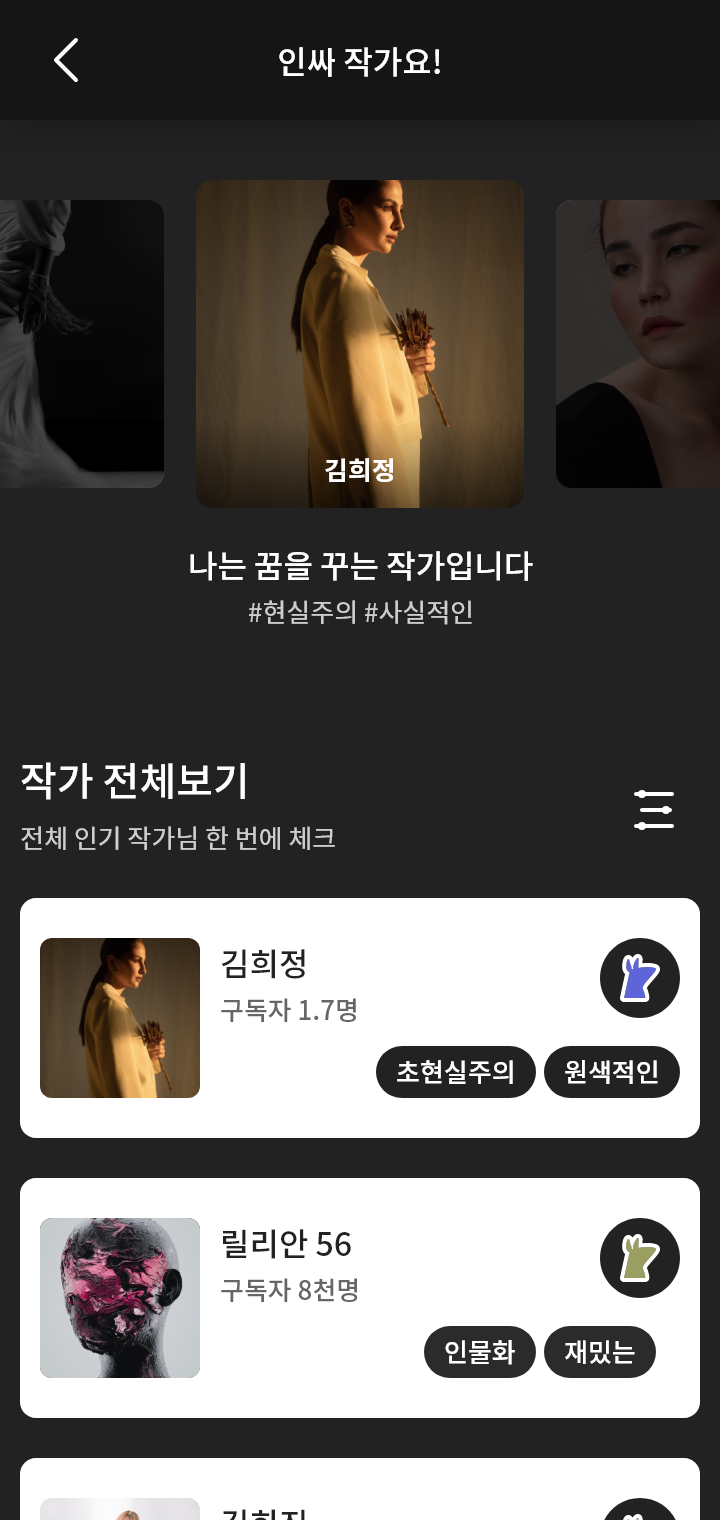 인싸 작가요!
김희정
나는 꿈을 꾸는 작가입니다
#현실주의 #사실적인
작가 전체보기
전체 인기 작가님 한 번에 체크
김희정
구독자 1.7명
초현실주의 원색적인
릴리안 56
구독자 8천명
인물화 재밌는